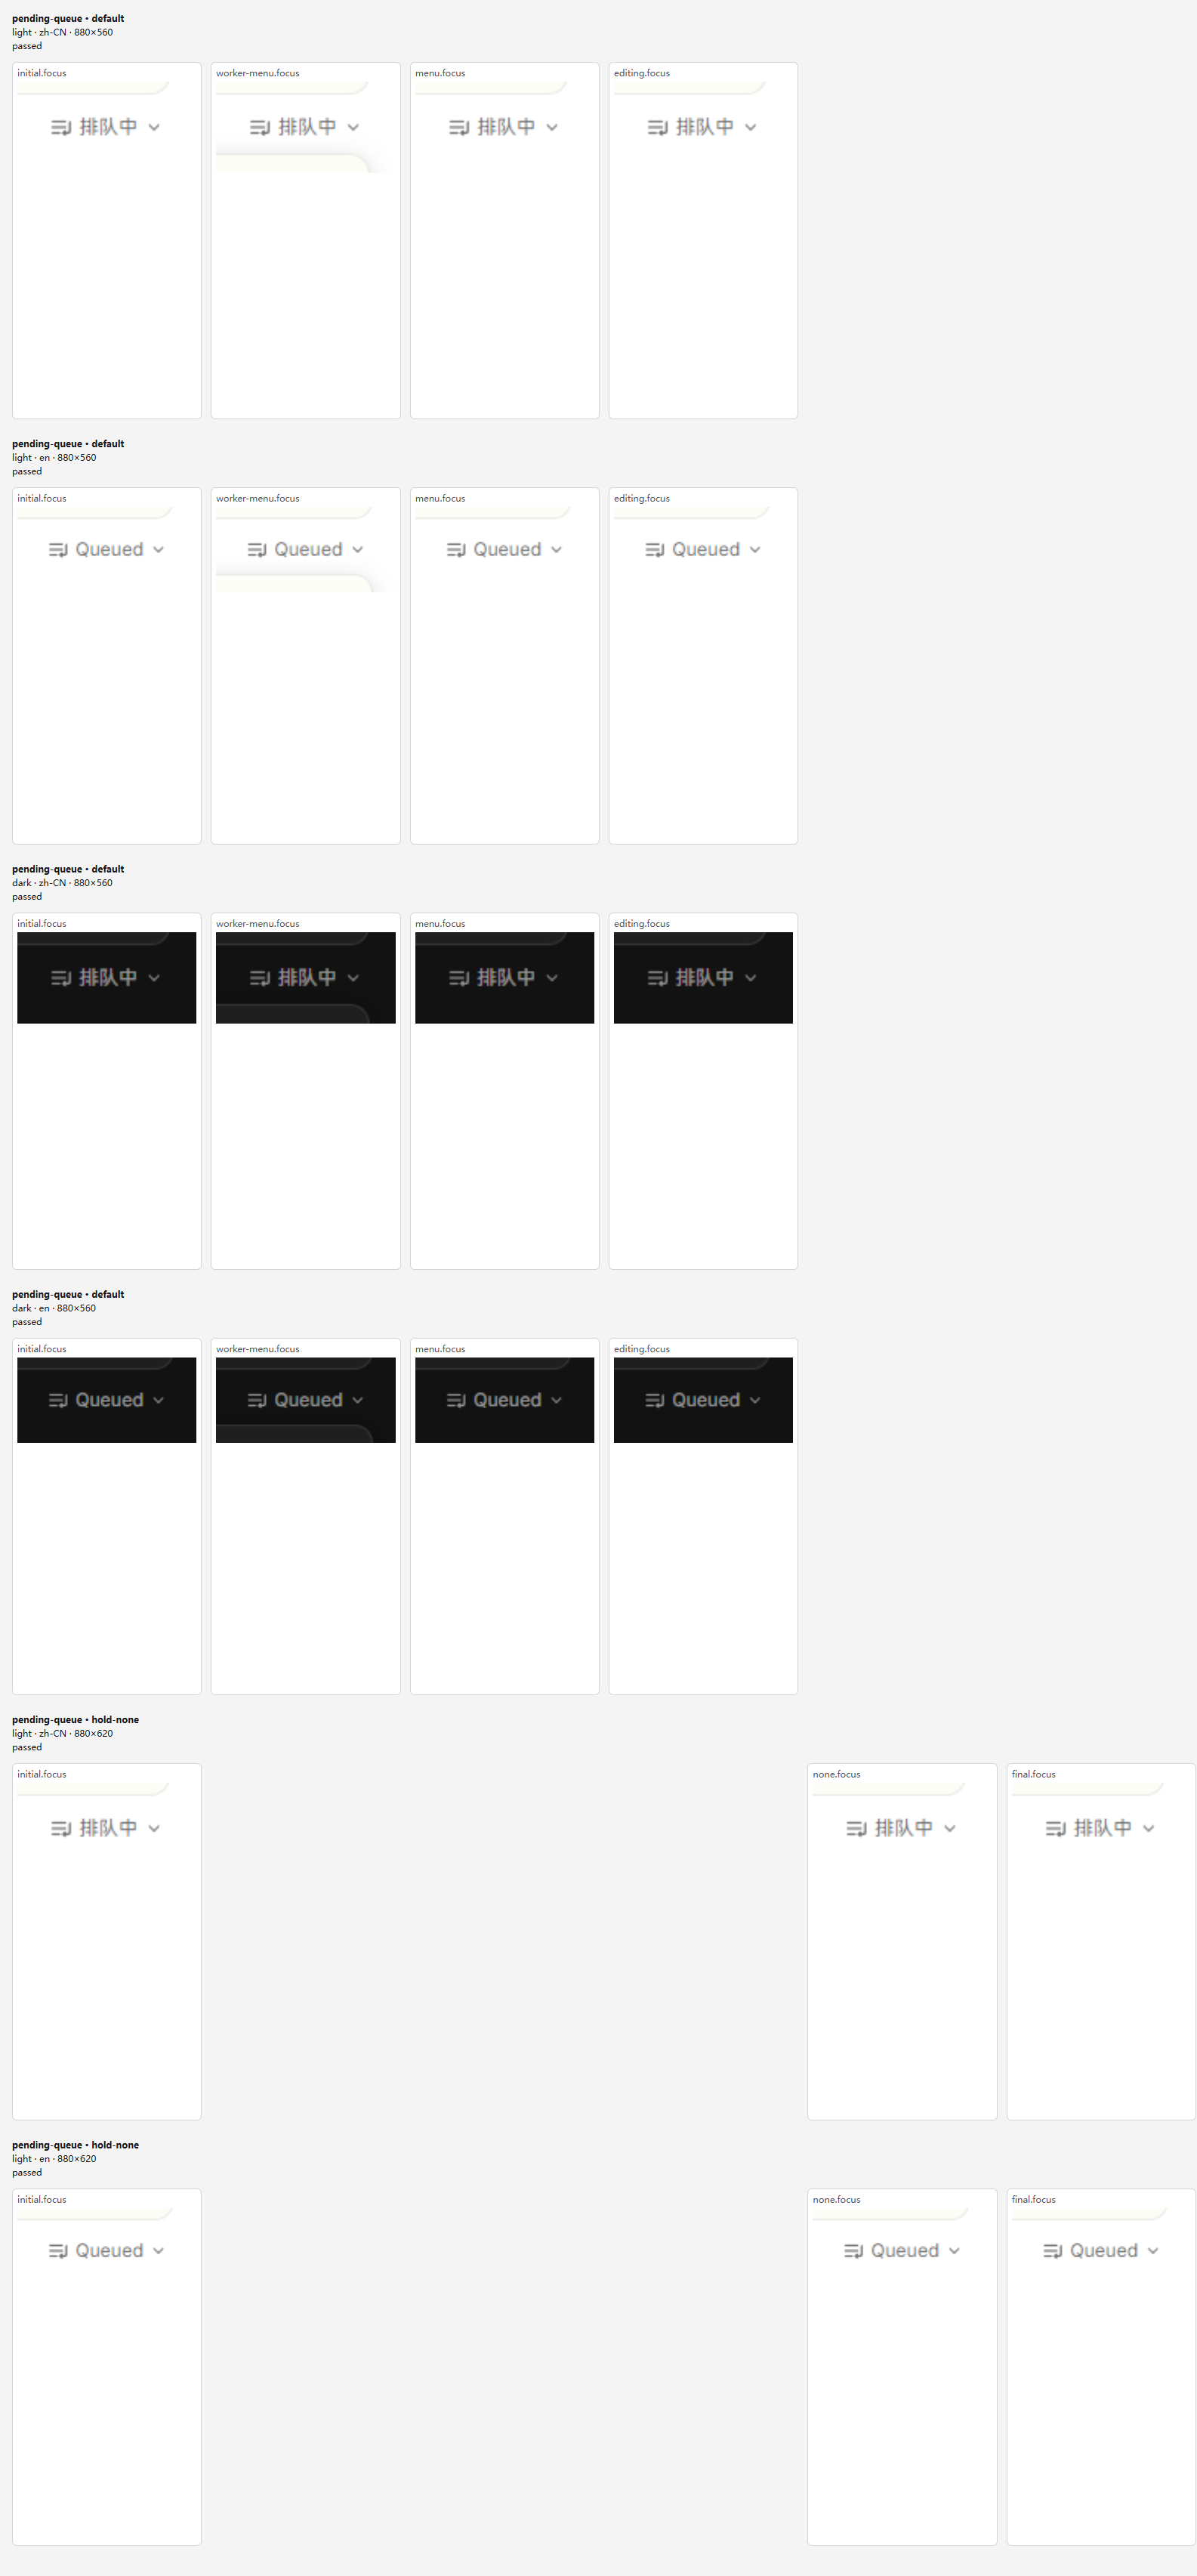 pending-queue • default
light · zh-CN · 880×560
passed
initial.focus
worker-menu.focus
menu.focus
editing.focus
排队中
排队中
排队中
排队中
pending-queue • default
light · en · 880×560
passed
initial.focus
worker-menu.focus
menu.focus
editing.focus
Queued
Queued
Queued
Queued
pending-queue • default
dark · zh-CN · 880×560
passed
initial.focus
worker-menu.focus
menu.focus
editing.focus
排队中
排队中
排队中
排队中
pending-queue • default
dark · en · 880×560
passed
initial.focus
worker-menu.focus
menu.focus
editing.focus
Queued
Queued
Queued
Queued
pending-queue • hold-none
light · zh-CN · 880×620
passed
initial.focus
none.focus
final.focus
排队中
排队中
排队中
pending-queue • hold-none
light · en · 880×620
passed
initial.focus
none.focus
final.focus
Queued
Queued
Queued